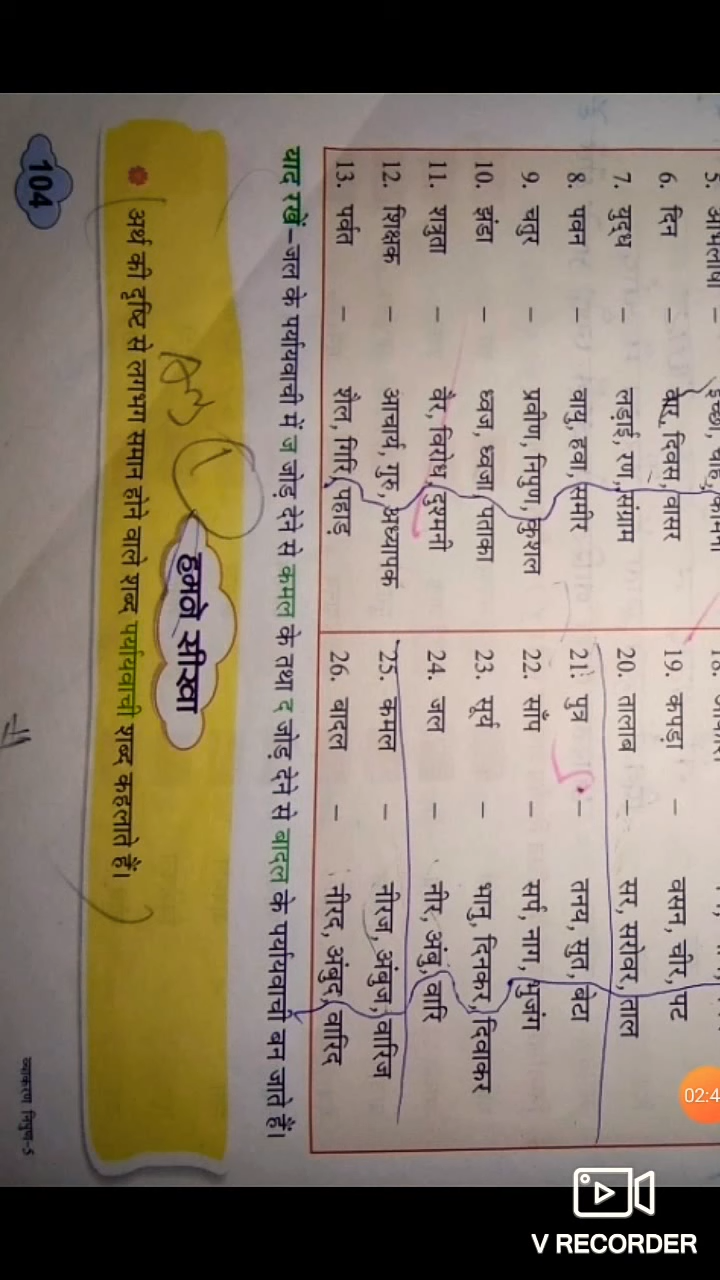 5. अभिलाषा – इच्छा, चाह, कामना
6. दिन – वार, दिवस, वासर
7. युद्ध – लड़ाई, रण, संग्राम
8. पवन – वायु, हवा, समीर
9. चतुर – प्रवीण, निपुण, कुशल
10. झंडा – ध्वज, ध्वजा, पताका
11. शत्रुता – वैर, विरोध, दुश्मनी
12. शिक्षक – आचार्य, गुरु, अध्यापक
13. पर्वत – शैल, गिरि, पहाड़
19. कपड़ा – वसन, चीर, पट
20. तालाब – सर, सरोवर, ताल
21. पुत्र – तनय, सुत, बेटा
22. साँप – सर्प, नाग, भुजंग
23. सूर्य – भानु, दिनकर, दिवाकर
24. जल – नीर, अंबु, वारि
25. कमल – नीरज, अंबुज, वारिज
26. बादल – नीरद, अंबुद, वारिद
याद रखें–जल के पर्यायवाची में ज जोड़ देने से कमल के तथा द जोड़ देने से बादल के पर्यायवाची बन जाते हैं।
हमने सीखा
अर्थ की दृष्टि से लगभग समान होने वाले शब्द पर्यायवाची शब्द कहलाते हैं।
104
व्याकरण निपुण-5
02:4
V RECORDER